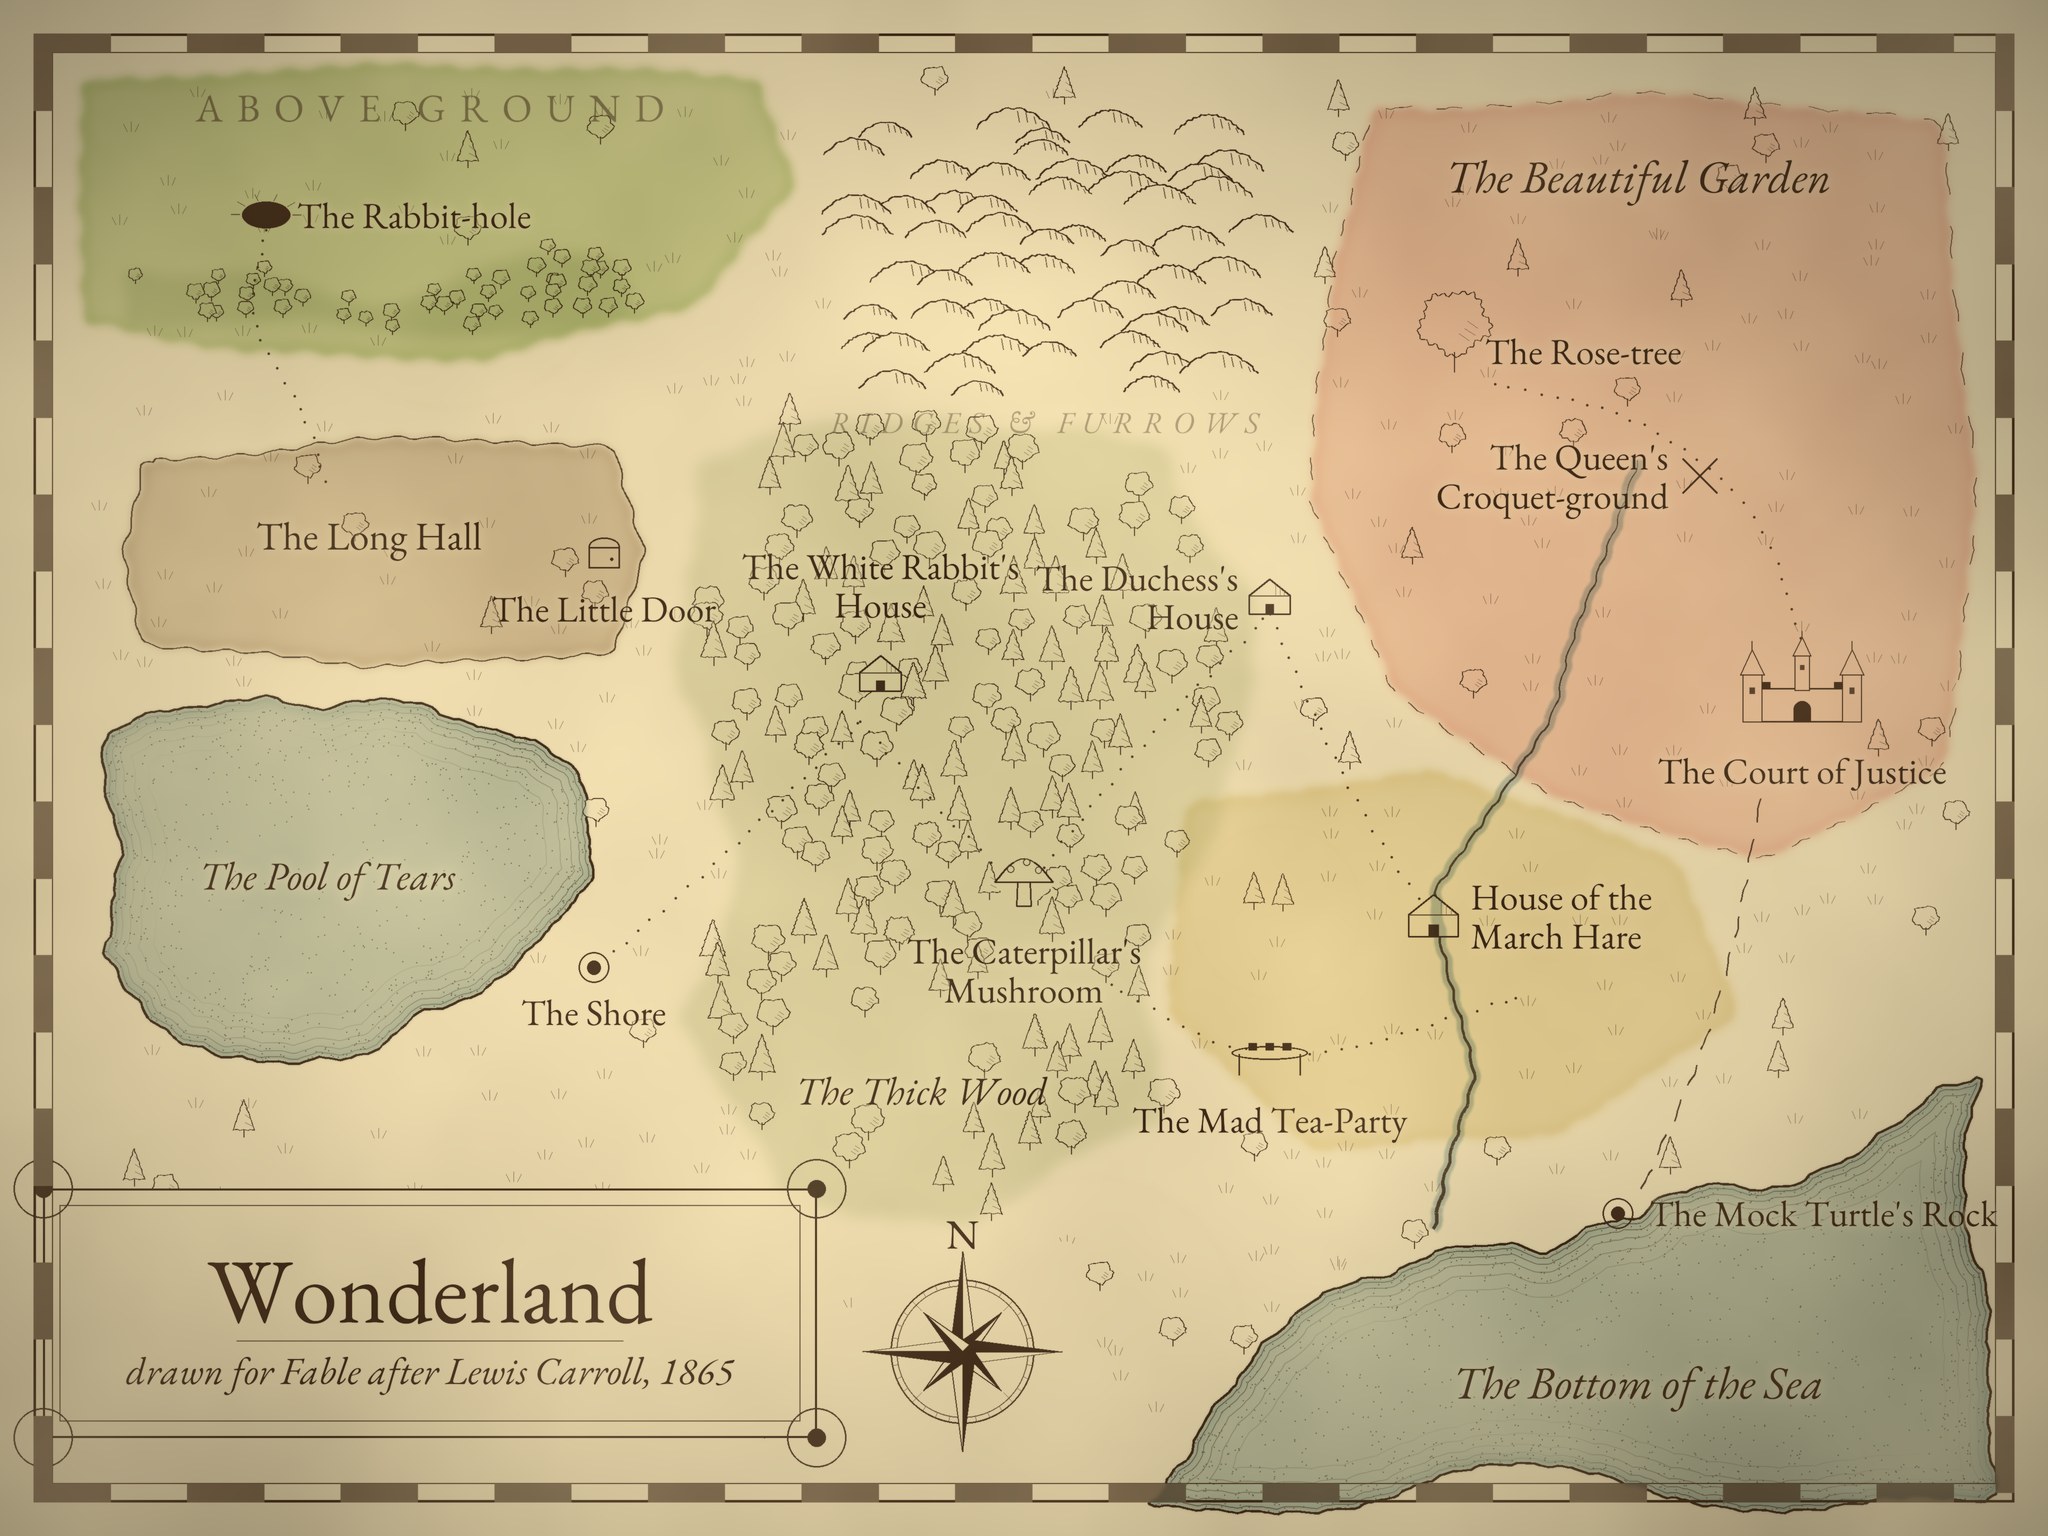 ABOVE GROUND
The Rabbit-hole
The Beautiful Garden
The Rose-tree
RIDGES & FURROWS
The Queen's
Croquet-ground
The Long Hall
The Little Door
The White Rabbit's
House
The Duchess's
House
The Court of Justice
The Pool of Tears
House of the
March Hare
The Caterpillar's
Mushroom
The Shore
The Thick Wood
The Mad Tea-Party
The Mock Turtle's Rock
N
Wonderland
drawn for Fable after Lewis Carroll, 1865
The Bottom of the Sea